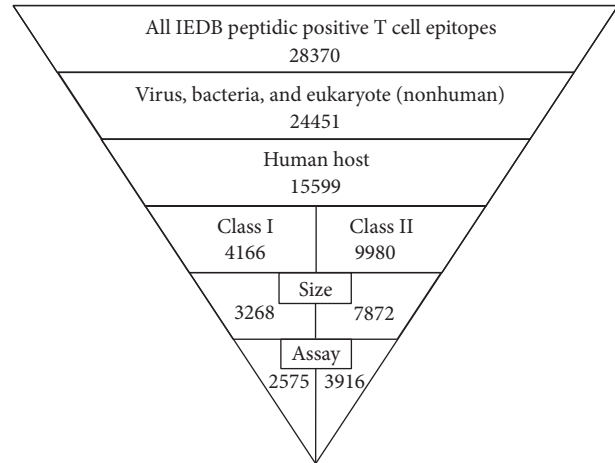 All IEDB peptidic positive T cell epitopes
28370
Virus, bacteria, and eukaryote (nonhuman)
24451
Human host
15599
Class I
4166
Class II
9980
Size
3268
7872
Assay
2575
3916